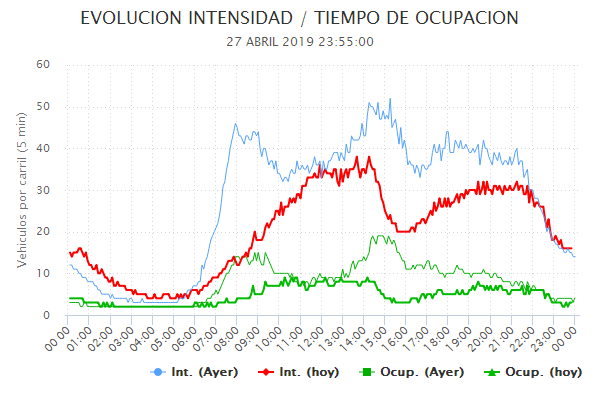 EVOLUCION INTENSIDAD / TIEMPO DE OCUPACION
27 ABRIL 2019 23:55:00
Vehiculos por carril (5 min)
60
50
40
30
20
10
0
00:00 01:00 02:00 03:00 04:00 05:00 06:00 07:00 08:00 09:00 10:00 11:00 12:00 13:00 14:00 15:00 16:00 17:00 18:00 19:00 20:00 21:00 22:00 23:00 00:00
Int. (Ayer) Int. (hoy) Ocup. (Ayer) Ocup. (hoy)